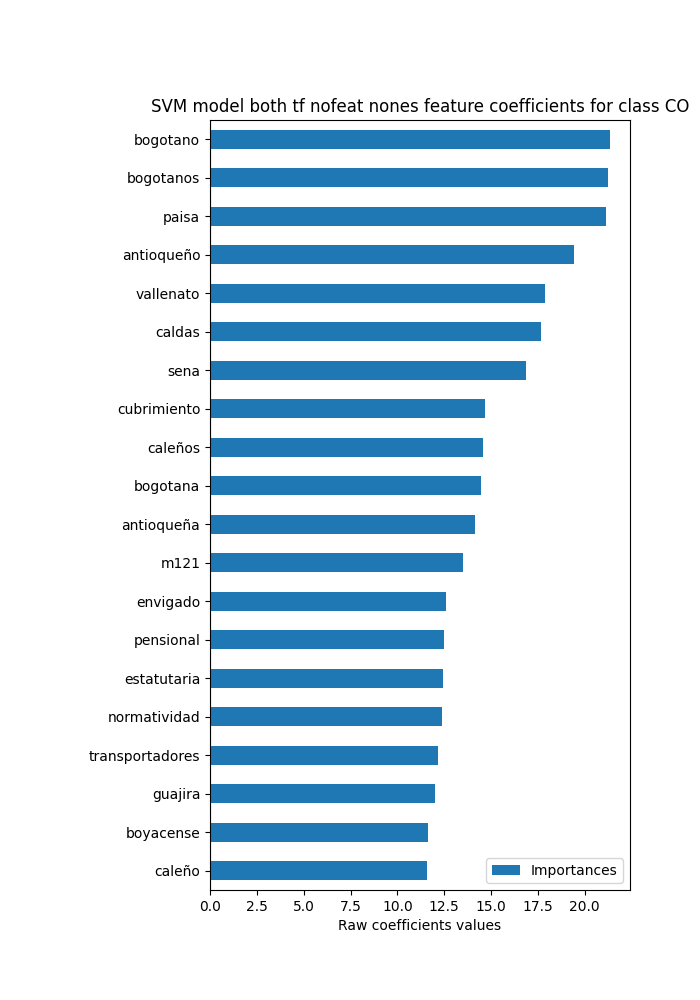 SVM model both tf nofeat nones feature coefficients for class CO
bogotano
bogotanos
paisa
antioqueño
vallenato
caldas
sena
cubrimiento
caleños
bogotana
antioqueña
m121
envigado
pensional
estatutaria
normatividad
transportadores
guajira
boyacense
caleño
Importances
0.0 2.5 5.0 7.5 10.0 12.5 15.0 17.5 20.0
Raw coefficients values